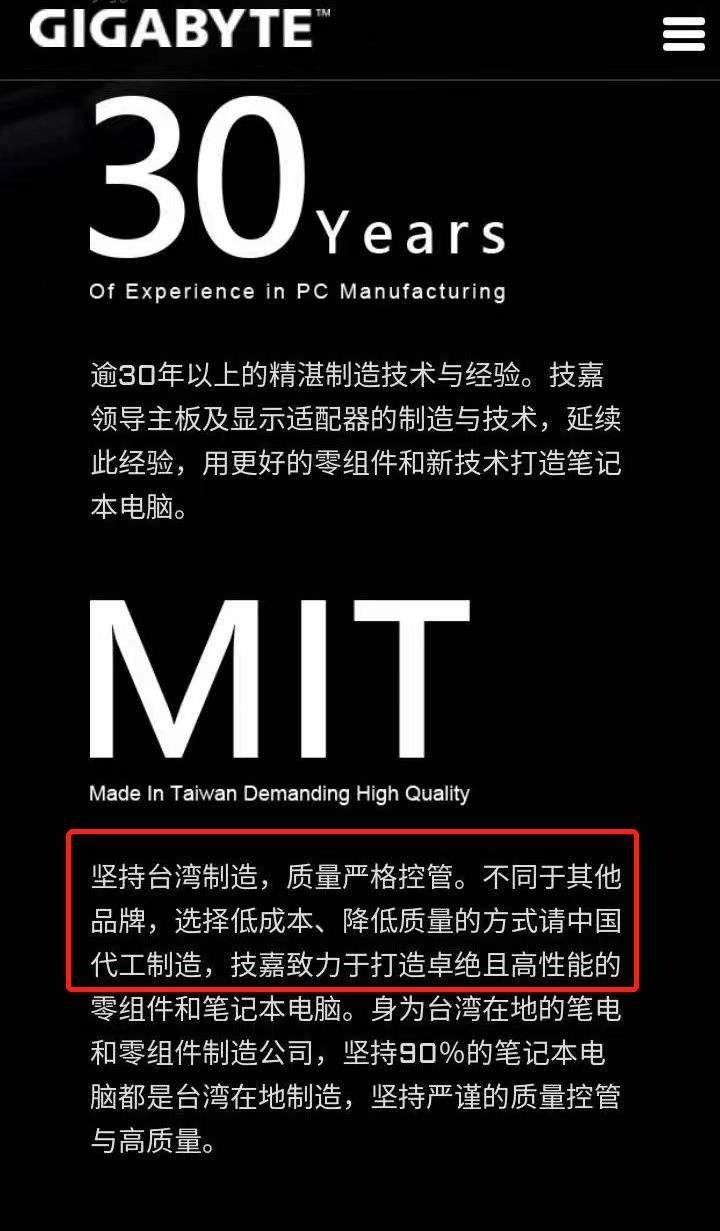 GIGABYTE™
30Years
Of Experience in PC Manufacturing
逾30年以上的精湛制造技术与经验。技嘉
领导主板及显示适配器的制造与技术，延续
此经验，用更好的零组件和新技术打造笔记
本电脑。
MIT
Made In Taiwan Demanding High Quality
坚持台湾制造，质量严格控管。不同于其他
品牌，选择低成本、降低质量的方式请中国
代工制造，技嘉致力于打造卓绝且高性能的
零组件和笔记本电脑。身为台湾在地的笔电
和零组件制造公司，坚持90%的笔记本电
脑都是台湾在地制造，坚持严谨的质量控管
与高质量。